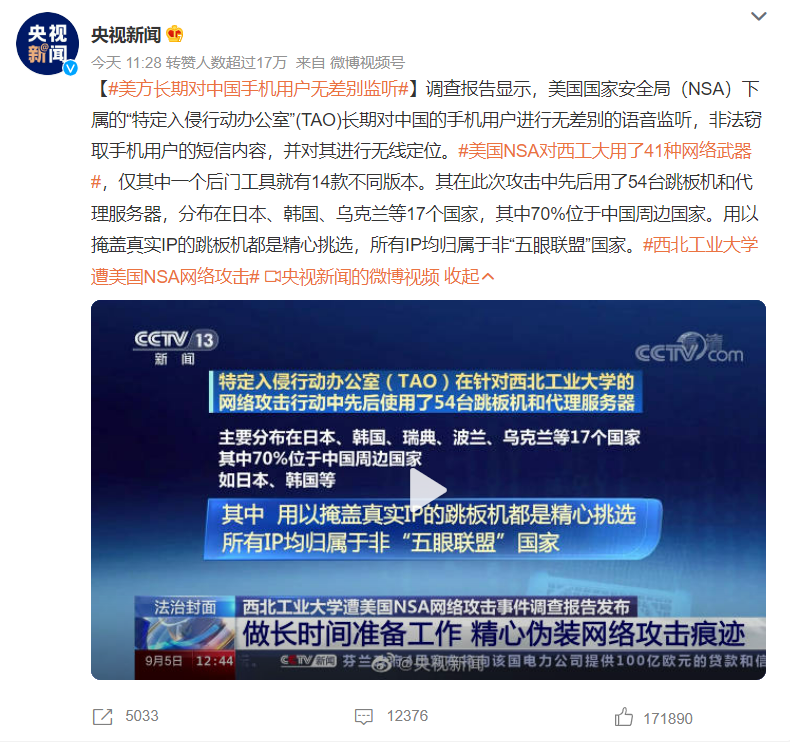 央视
新闻
央视新闻
今天 11:28 转赞人数超过17万 来自 微博视频号
【#美方长期对中国手机用户无差别监听#】调查报告显示，美国国家安全局（NSA）下
属的“特定入侵行动办公室”(TAO)长期对中国的手机用户进行无差别的语音监听，非法窃
取手机用户的短信内容，并对其进行无线定位。#美国NSA对西工大用了41种网络武器
#，仅其中一个后门工具就有14款不同版本。其在此次攻击中先后用了54台跳板机和代
理服务器，分布在日本、韩国、乌克兰等17个国家，其中70%位于中国周边国家。用以
掩盖真实IP的跳板机都是精心挑选，所有IP均归属于非“五眼联盟”国家。#西北工业大学
遭美国NSA网络攻击# 央视新闻的微博视频 收起
CCTV 13
新闻
CCTV.com
高清
特定入侵行动办公室（TAO）在针对西北工业大学的
网络攻击行动中先后使用了54台跳板机和代理服务器
主要分布在日本、韩国、瑞典、波兰、乌克兰等17个国家
其中70%位于中国周边国家
如日本、韩国等
其中 用以掩盖真实IP的跳板机都是精心挑选
所有IP均归属于非“五眼联盟”国家
法治封面
西北工业大学遭美国NSA网络攻击事件调查报告发布
做长时间准备工作 精心伪装网络攻击痕迹
9月5日 12:44
CCTV新闻
向该国电力公司提供100亿欧元的贷款和信
@央视新闻
5033 12376 171890